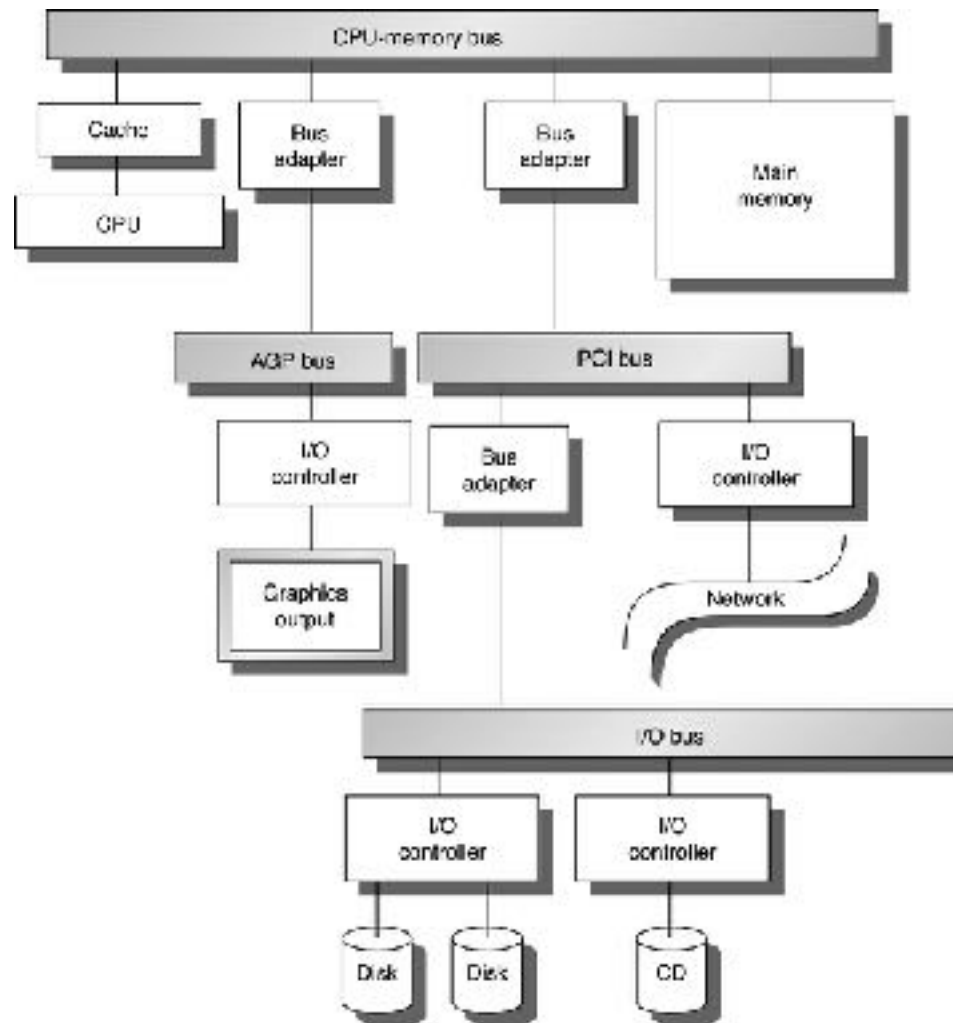 CPU-memory bus
Cache
Bus
adapter
Bus
adapter
Main
memory
CPU
AGP bus
PCI bus
I/O
controller
Bus
adapter
I/O
controller
Graphics
output
Network
I/O bus
I/O
controller
I/O
controller
Disk
Disk
CD